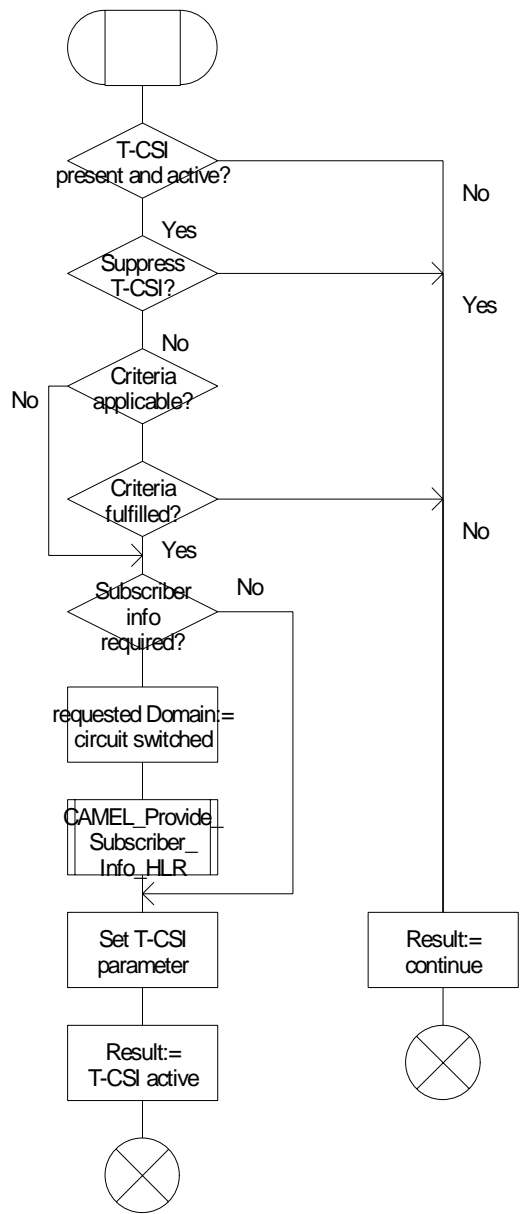 T-CSI
present and active?
No
Yes
Suppress
T-CSI?
Yes
No
Criteria
applicable?
No
Criteria
fulfilled?
No
Yes
Subscriber
info
required?
No
requested Domain:=
circuit switched
CAMEL_Provide_
Subscriber_
Info_HLR
Set T-CSI
parameter
Result:=
continue
Result:=
T-CSI active